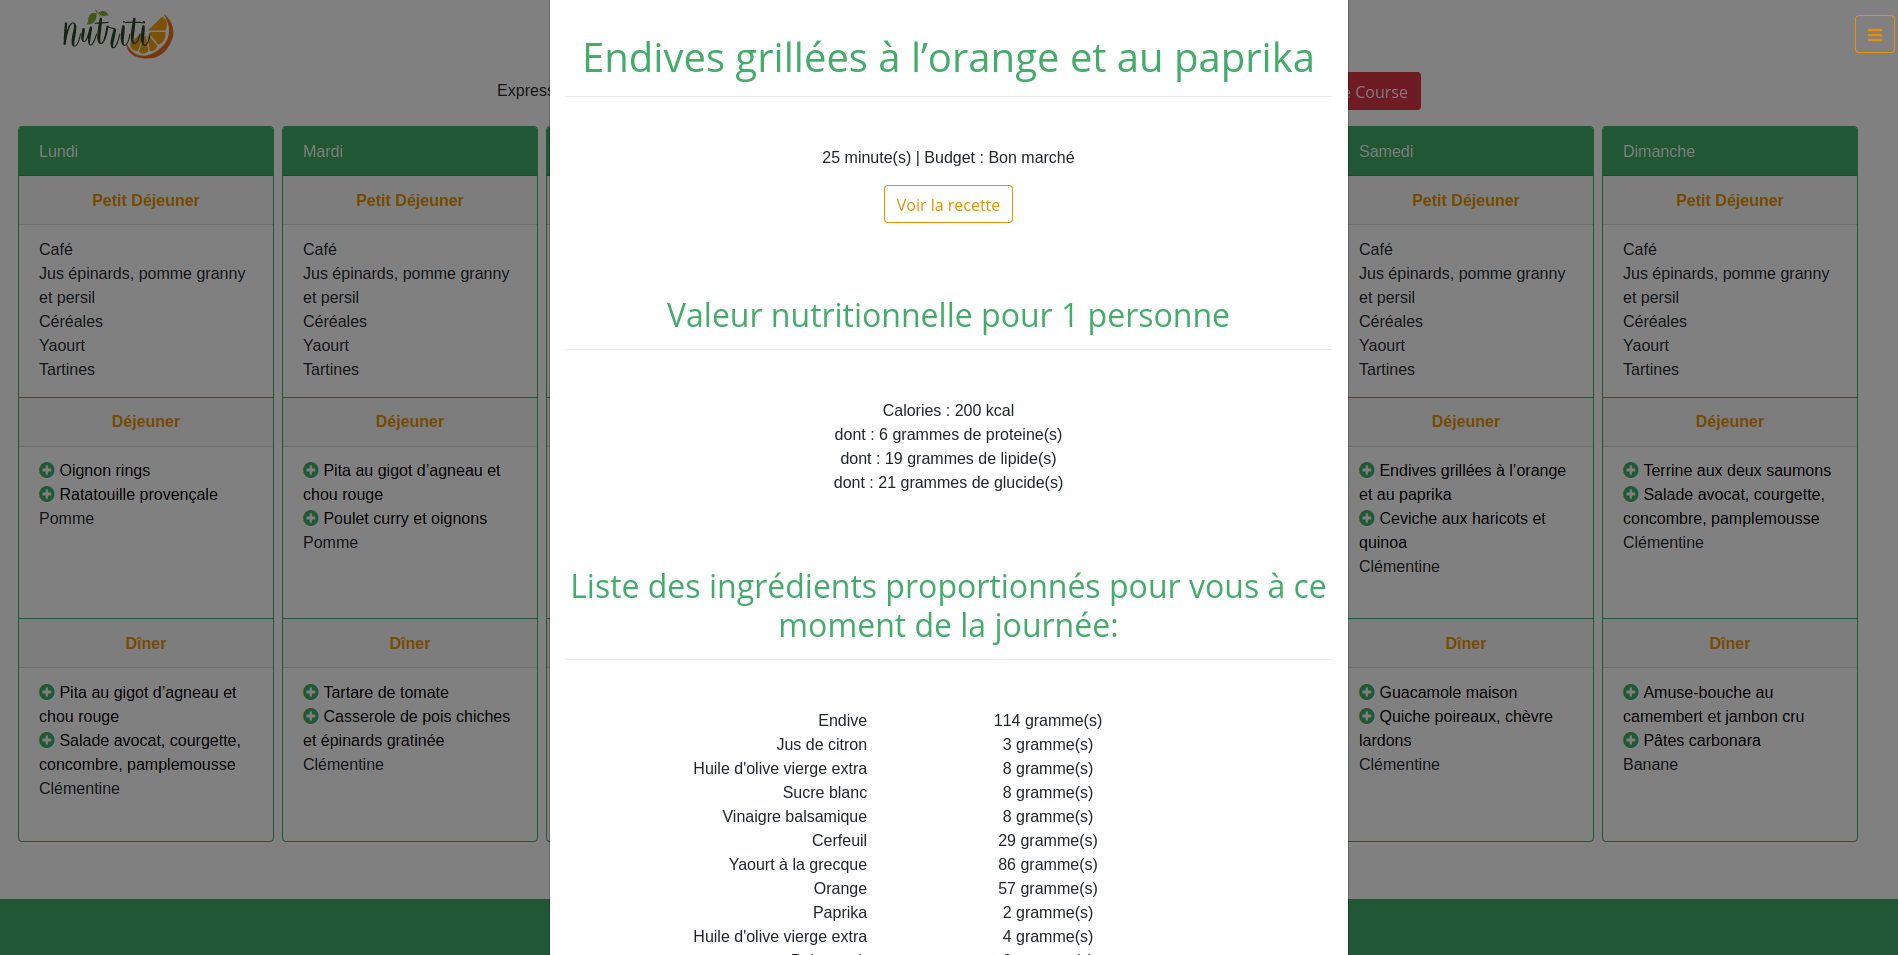 nutriti
Express
e Course
Endives grillées à l’orange et au paprika
25 minute(s) | Budget : Bon marché
Voir la recette
Valeur nutritionnelle pour 1 personne
Calories : 200 kcal
dont : 6 grammes de proteine(s)
dont : 19 grammes de lipide(s)
dont : 21 grammes de glucide(s)
Liste des ingrédients proportionnés pour vous à ce
moment de la journée:
Endive 114 gramme(s)
Jus de citron 3 gramme(s)
Huile d'olive vierge extra 8 gramme(s)
Sucre blanc 8 gramme(s)
Vinaigre balsamique 8 gramme(s)
Cerfeuil 29 gramme(s)
Yaourt à la grecque 86 gramme(s)
Orange 57 gramme(s)
Paprika 2 gramme(s)
Huile d'olive vierge extra 4 gramme(s)
Lundi
Petit Déjeuner
Café
Jus épinards, pomme granny
et persil
Céréales
Yaourt
Tartines
Déjeuner
Oignon rings
Ratatouille provençale
Pomme
Dîner
Pita au gigot d’agneau et
chou rouge
Salade avocat, courgette,
concombre, pamplemousse
Clémentine
Mardi
Petit Déjeuner
Café
Jus épinards, pomme granny
et persil
Céréales
Yaourt
Tartines
Déjeuner
Pita au gigot d’agneau et
chou rouge
Poulet curry et oignons
Pomme
Dîner
Tartare de tomate
Casserole de pois chiches
et épinards gratinée
Clémentine
Samedi
Petit Déjeuner
Café
Jus épinards, pomme granny
et persil
Céréales
Yaourt
Tartines
Déjeuner
Endives grillées à l’orange
et au paprika
Ceviche aux haricots et
quinoa
Clémentine
Dîner
Guacamole maison
Quiche poireaux, chèvre
lardons
Clémentine
Dimanche
Petit Déjeuner
Café
Jus épinards, pomme granny
et persil
Céréales
Yaourt
Tartines
Déjeuner
Terrine aux deux saumons
Salade avocat, courgette,
concombre, pamplemousse
Clémentine
Dîner
Amuse-bouche au
camembert et jambon cru
Pâtes carbonara
Banane